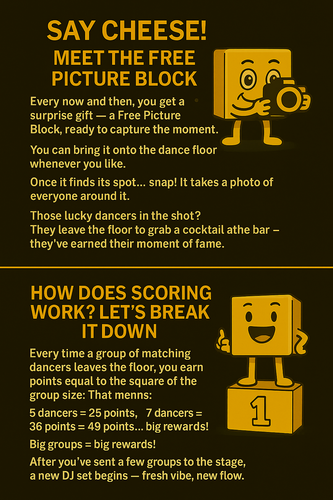 SAY CHEESE!
MEET THE FREE
PICTURE BLOCK
Every now and then, you get a
surprise gift — a Free Picture
Block, ready to capture the moment.
You can bring it onto the dance floor
whenever you like.
Once it finds its spot... snap! It takes a photo of
everyone around it.
Those lucky dancers in the shot?
They leave the floor to grab a cocktail athe bar –
they've earned their moment of fame.
HOW DOES SCORING
WORK? LET'S BREAK
IT DOWN
Every time a group of matching
dancers leaves the floor, you earn
points equal to the square of the
group size: That menns:
5 dancers = 25 points, 7 dancers =
36 points = 49 points... big rewards!
Big groups = big rewards!
After you've sent a few groups to the stage,
a new DJ set begins — fresh vibe, new flow.
1